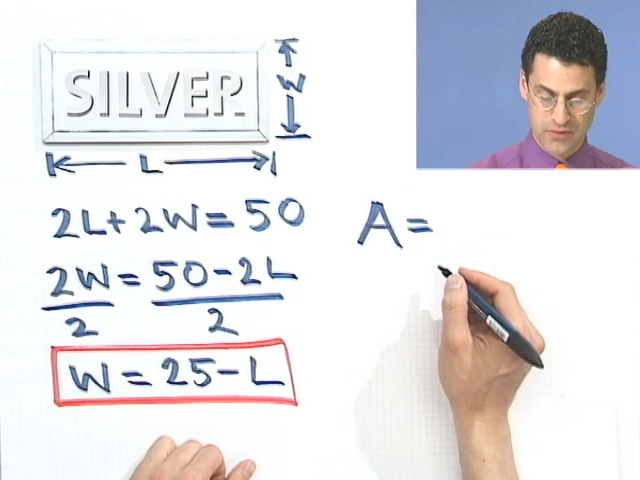 SILVER
W
L
2L+2W=50
2W = 50-2L
2 2
W = 25-L
A=